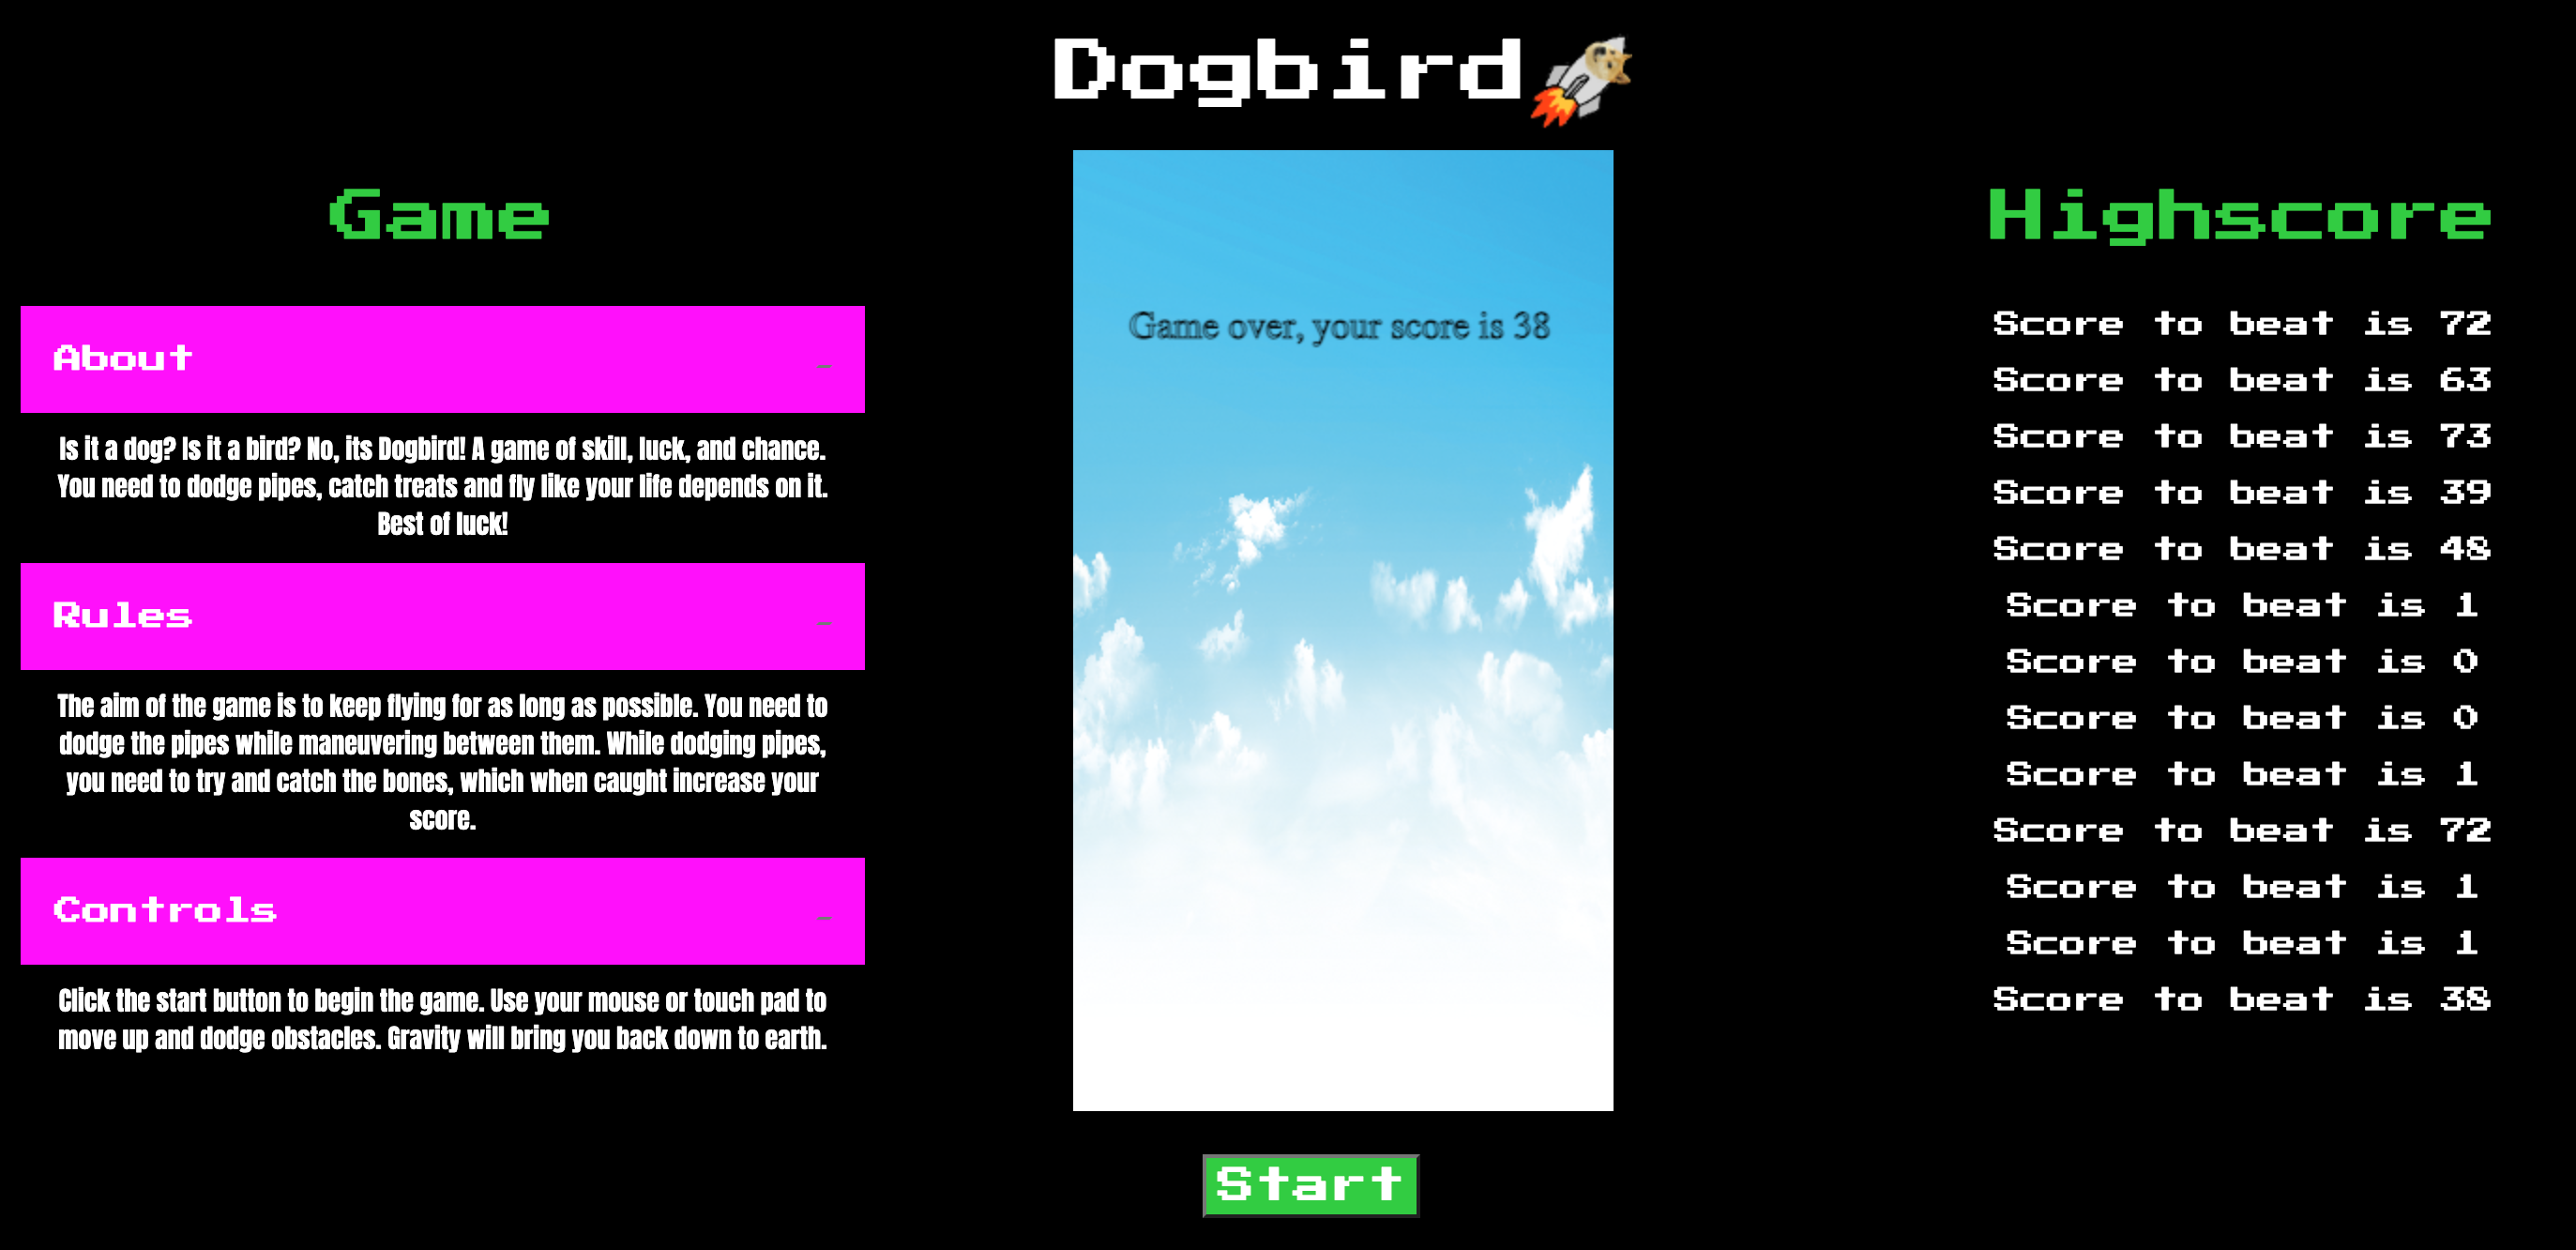 Dogbird
Game
About
Is it a dog? Is it a bird? No, its Dogbird! A game of skill, luck, and chance.
You need to dodge pipes, catch treats and fly like your life depends on it.
Best of luck!
Rules
The aim of the game is to keep flying for as long as possible. You need to
dodge the pipes while maneuvering between them. While dodging pipes,
you need to try and catch the bones, which when caught increase your
score.
Controls
Click the start button to begin the game. Use your mouse or touch pad to
move up and dodge obstacles. Gravity will bring you back down to earth.
Game over, your score is 38
Start
Highscore
Score to beat is 72
Score to beat is 63
Score to beat is 73
Score to beat is 39
Score to beat is 48
Score to beat is 1
Score to beat is 0
Score to beat is 0
Score to beat is 1
Score to beat is 72
Score to beat is 1
Score to beat is 1
Score to beat is 38